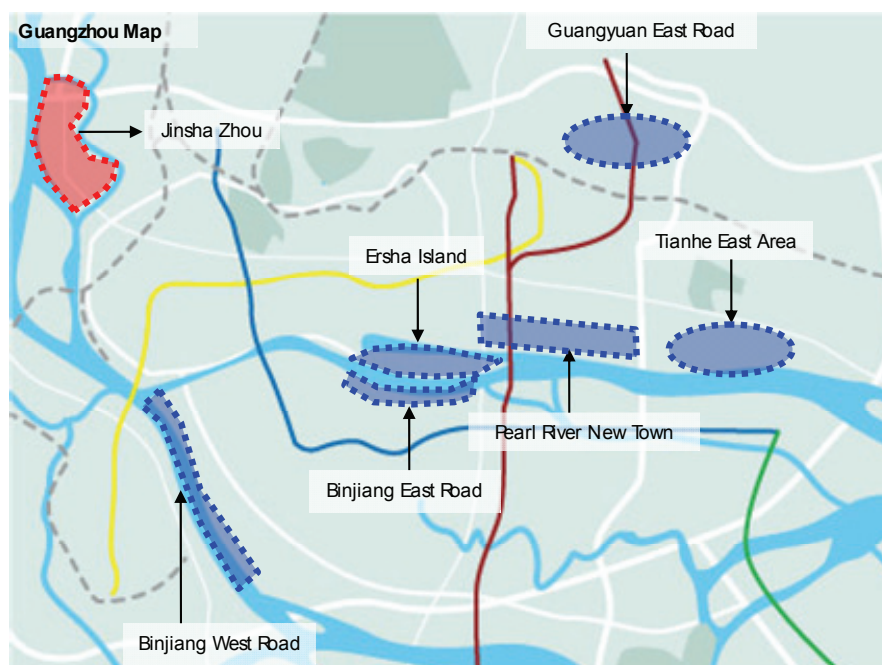 Guangzhou Map
Guangyuan East Road
Jinsha Zhou
Ersha Island
Tianhe East Area
Pearl River New Town
Binjiang East Road
Binjiang West Road